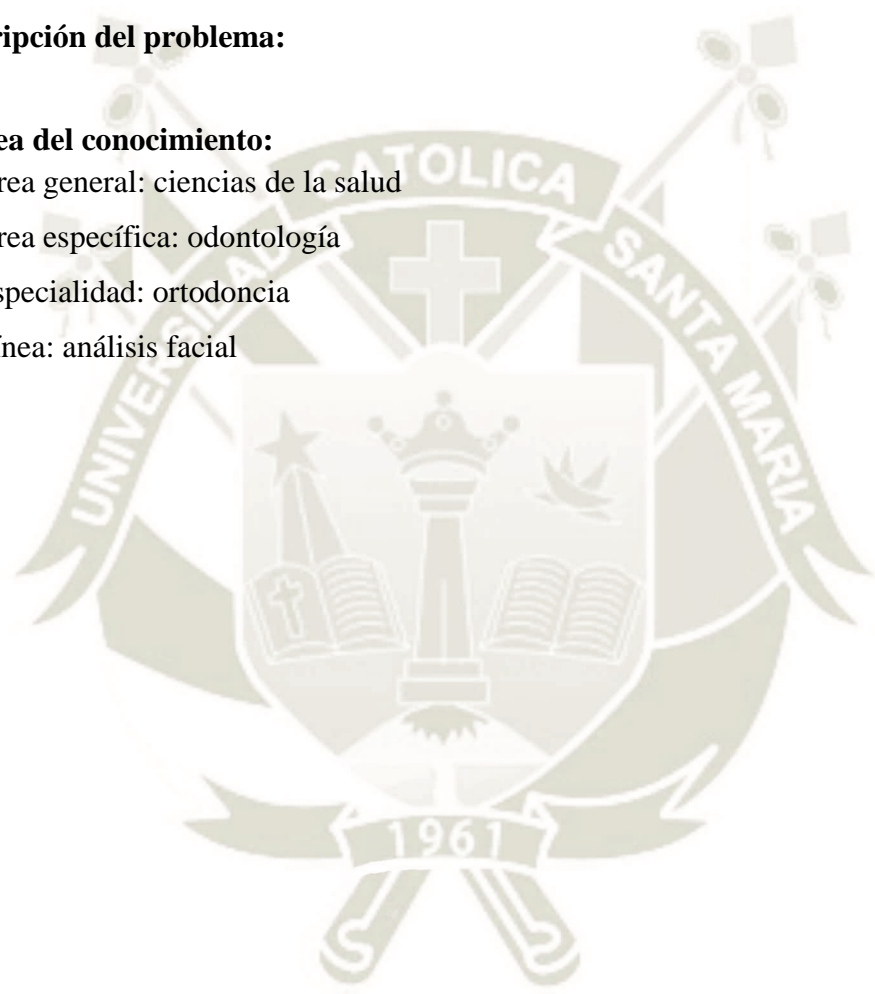 ripción del problema:
ea del conocimiento:
rea general: ciencias de la salud
rea específica: odontología
specialidad: ortodoncia
ínea: análisis facial
UNIVERSIDAD CATOLICA SANTA MARIA
1961